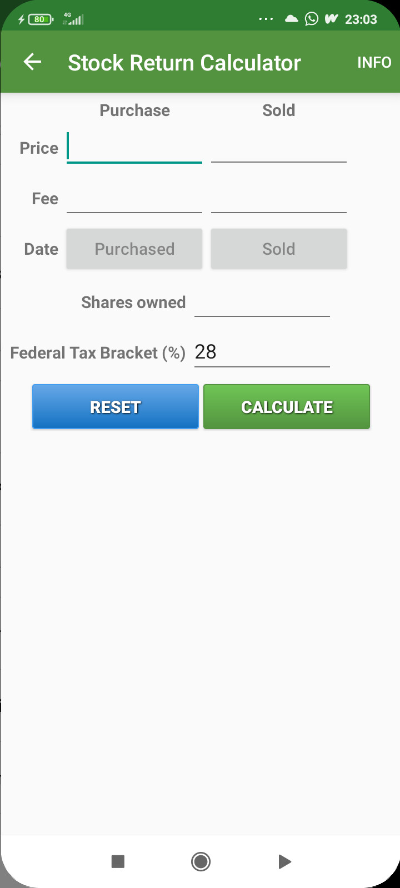 80 4G ... 23:03
Stock Return Calculator INFO
Purchase Sold
Price
Fee
Date Purchased Sold
Shares owned
Federal Tax Bracket (%) 28
RESET CALCULATE